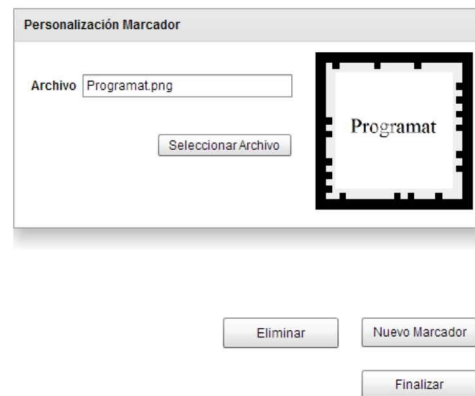 Personalización Marcador
Archivo Programat.png
Programat
Seleccionar Archivo
Eliminar
Nuevo Marcador
Finalizar